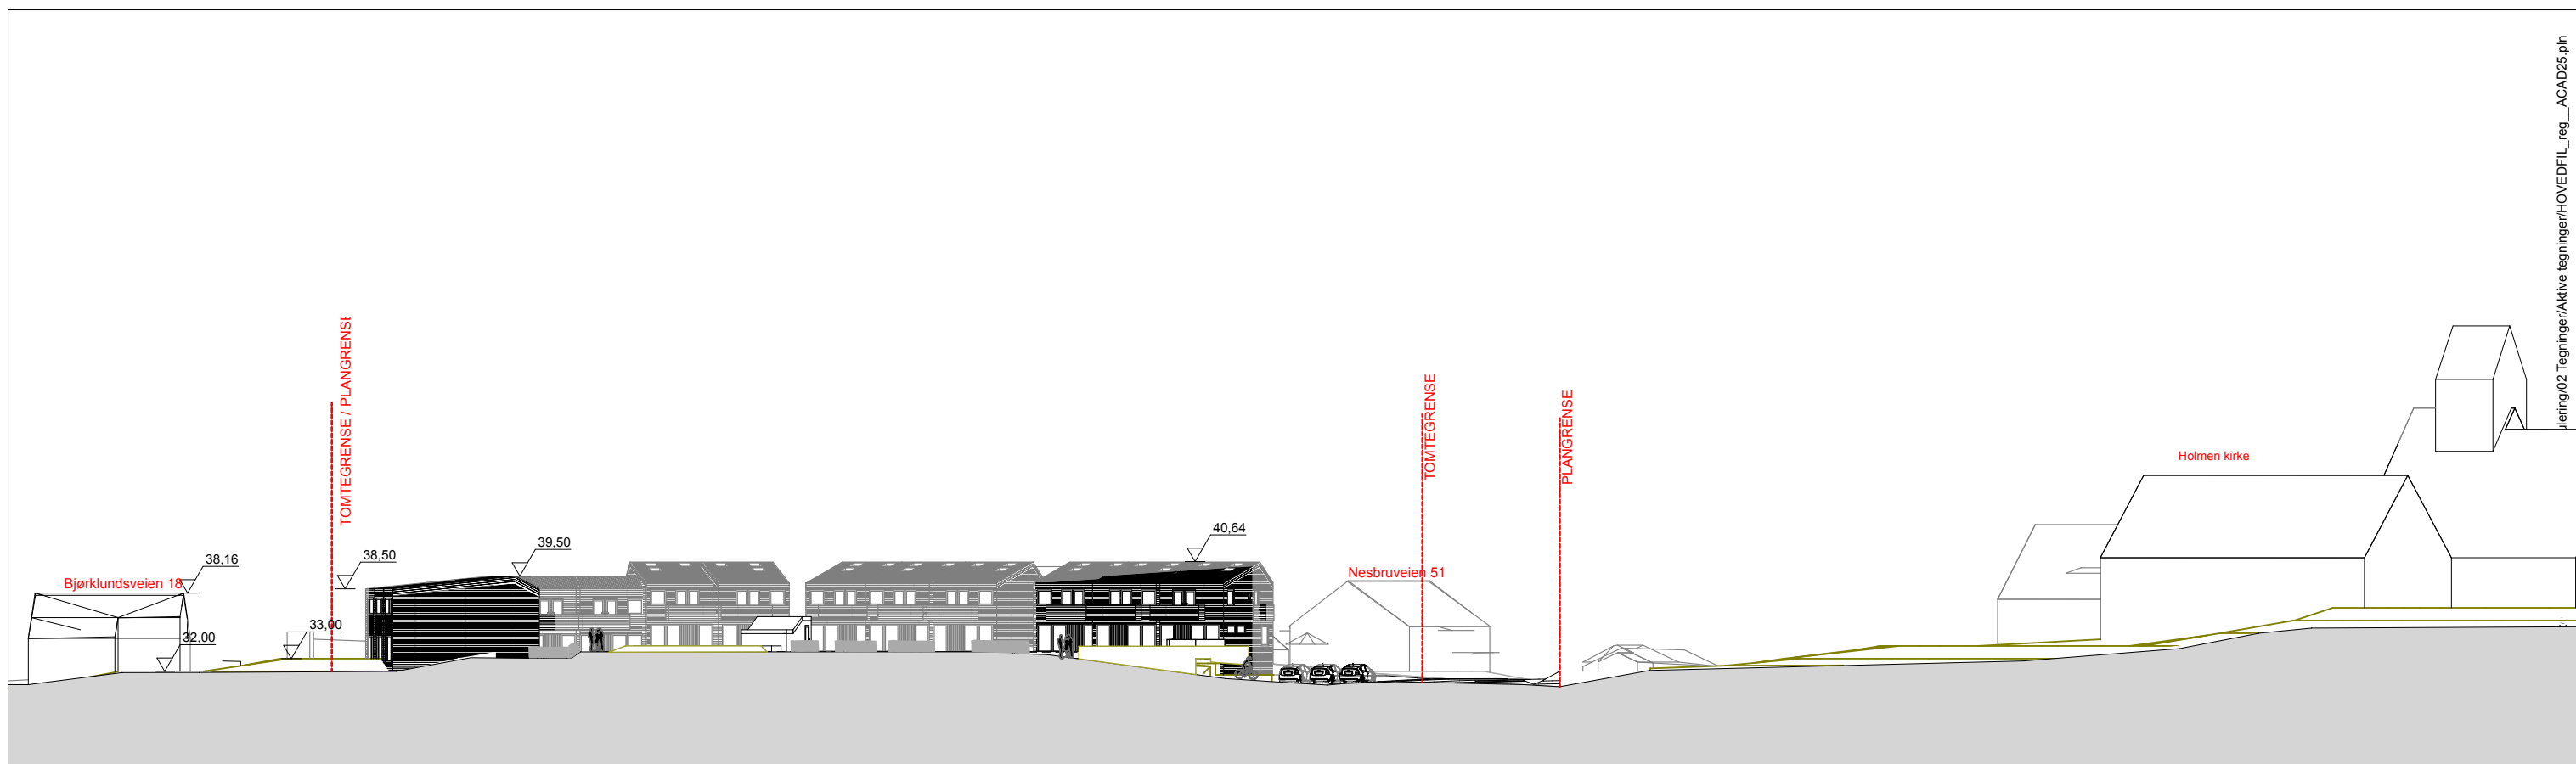 Bjørklundsveien 18
38,16
32,00
33,00
TOMTEGRENSE / PLANGRENSE
38,50
39,50
40,64
Nesbruveien 51
TOMTEGRENSE
PLANGRENSE
Holmen kirke
ulering/02 Tegninger/Aktive tegninger/HOVEDFIL_reg__ACAD25.pln